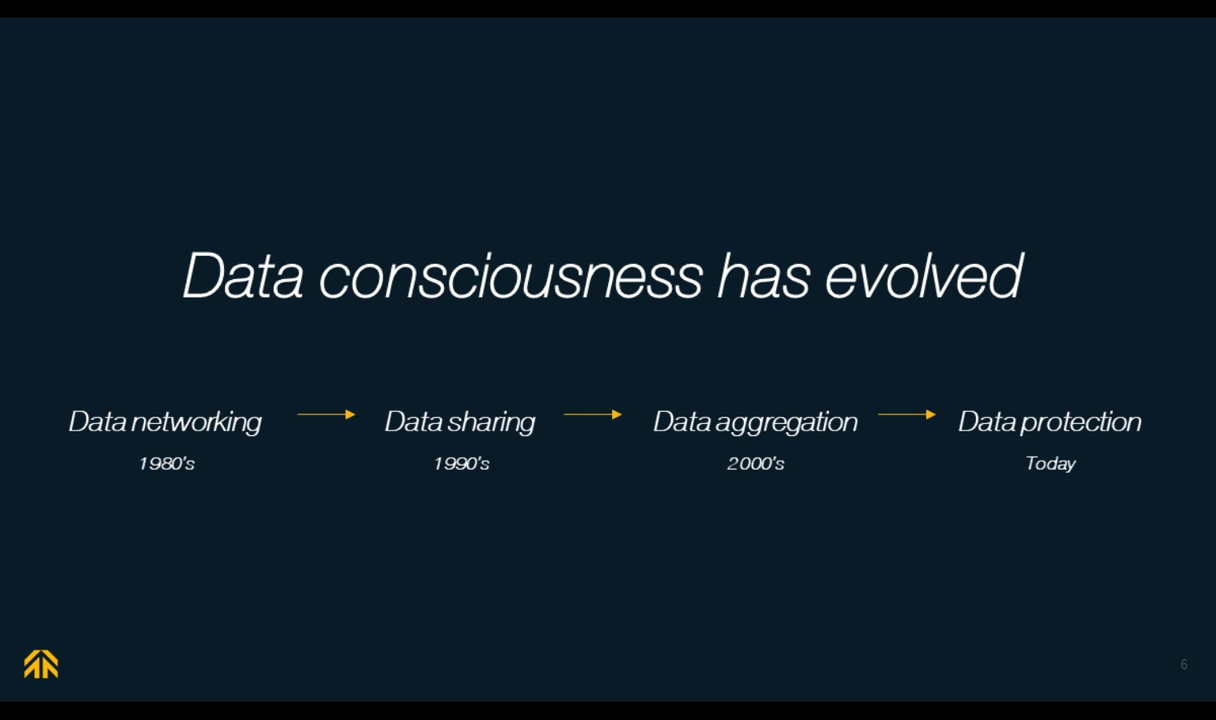 Data consciousness has evolved
Data networking
1980's
Data sharing
1990's
Data aggregation
2000's
Data protection
Today
6